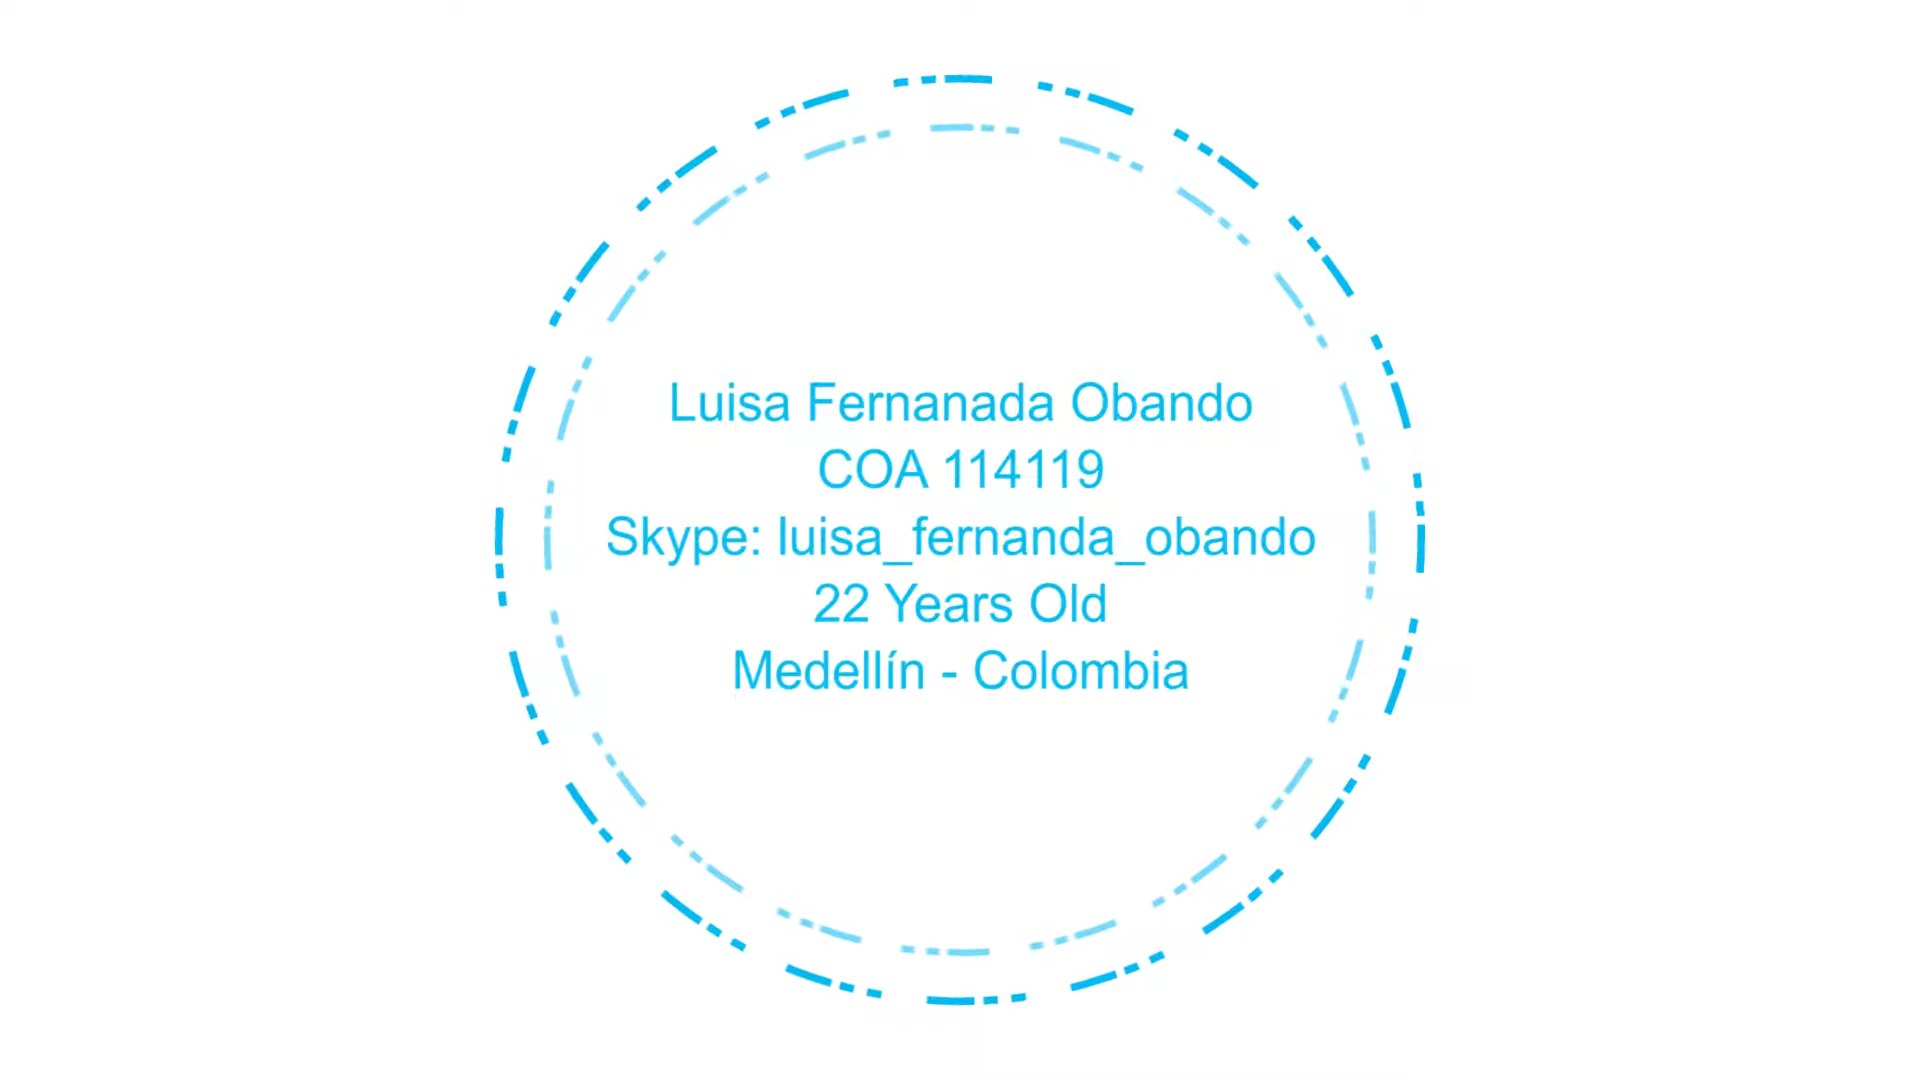 Luisa Fernanada Obando
COA 114119
Skype: luisa_fernanda_obando
22 Years Old
Medellín - Colombia